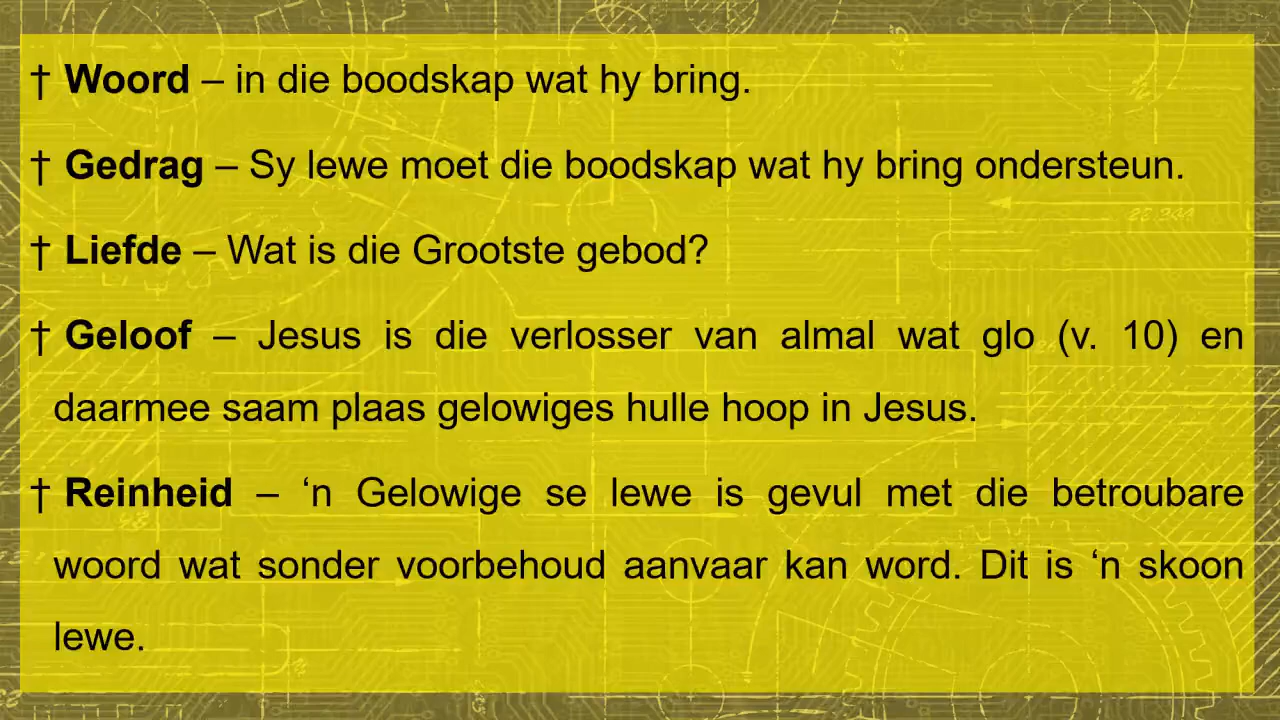 † Woord – in die boodskap wat hy bring.
† Gedrag – Sy lewe moet die boodskap wat hy bring ondersteun.
† Liefde – Wat is die Grootste gebod?
† Geloof – Jesus is die verlosser van almal wat glo (v. 10) en
daarmee saam plaas gelowiges hulle hoop in Jesus.
† Reinheid – ‘n Gelowige se lewe is gevul met die betroubare
woord wat sonder voorbehoud aanvaar kan word. Dit is ‘n skoon
lewe.